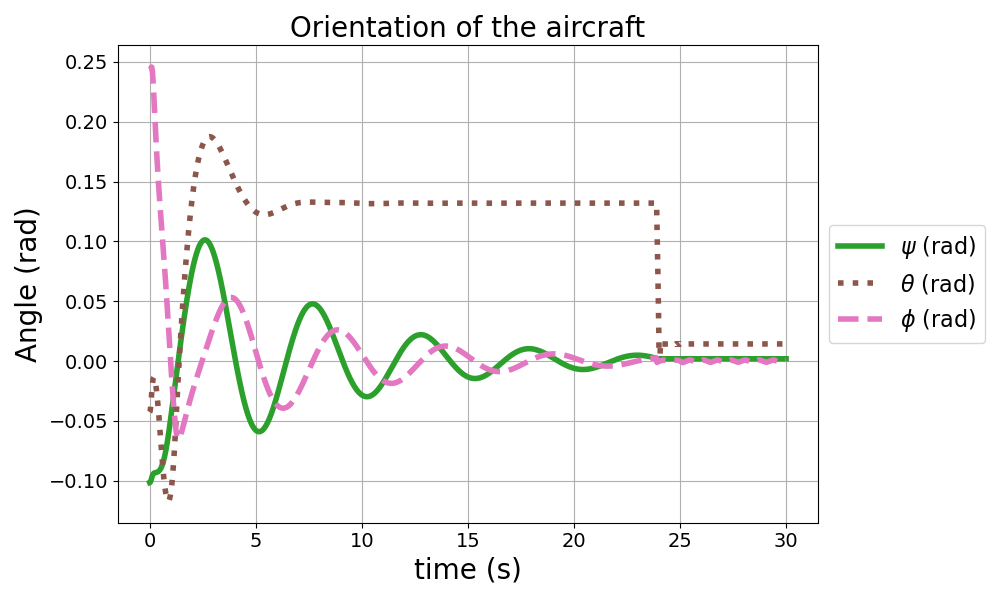 Orientation of the aircraft
Angle (rad)
0.25
0.20
0.15
0.10
0.05
0.00
−0.05
−0.10
0 5 10 15 20 25 30
time (s)
ψ (rad)
θ (rad)
ϕ (rad)